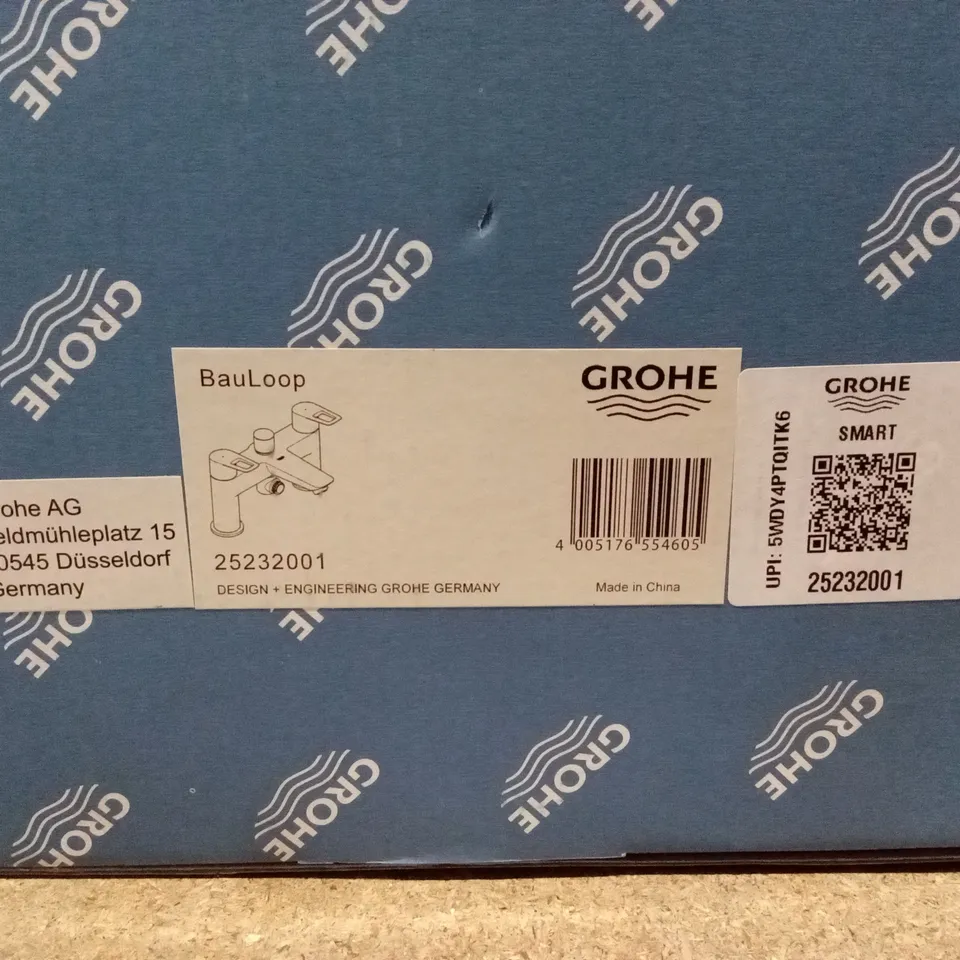 GROHE
GROHE
GROHE
GROHE
GROHE
GROHE
GROHE
BauLoop
GROHE
4 005176 554605
25232001
DESIGN + ENGINEERING GROHE GERMANY
Made in China
GROHE
SMART
UPI: 5WDY4PTQITK6
25232001
ohe AG
eldmühleplatz 15
0545 Düsseldorf
Germany
GROHE
GROHE
GROHE
GROHE
GROHE
GROHE